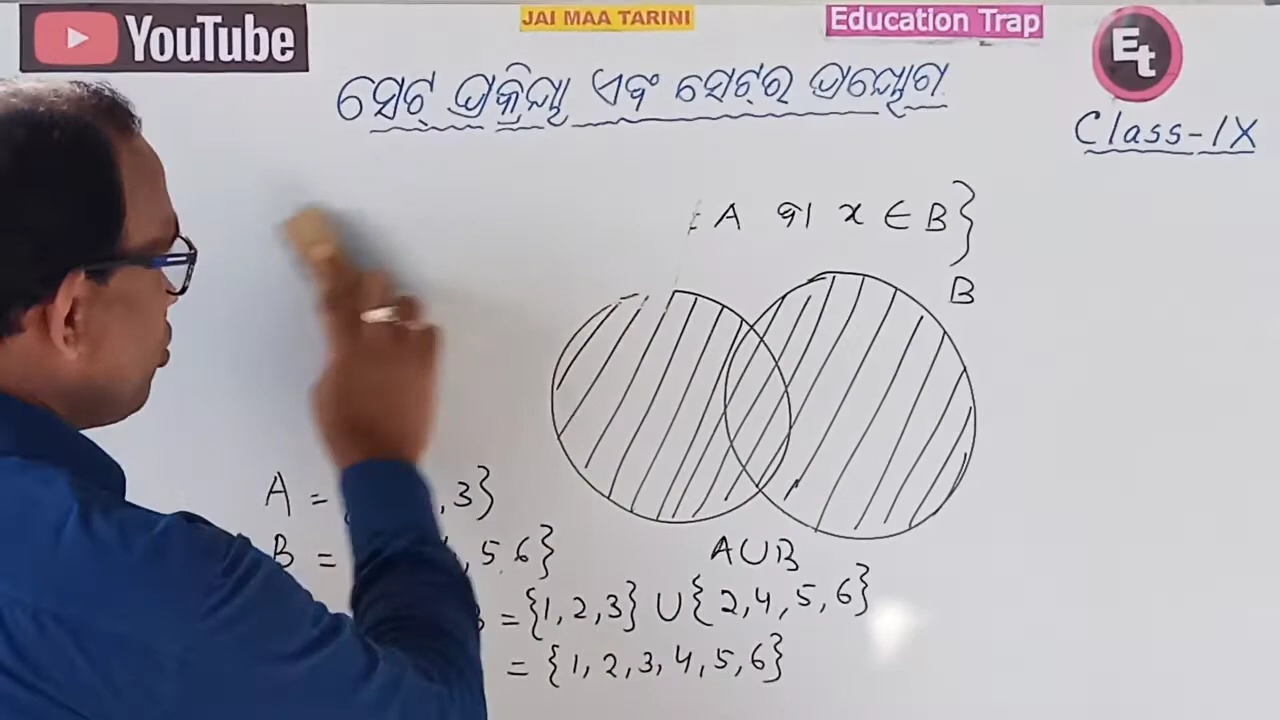 YouTube
JAI MAA TARINI
Education Trap
Et
ସେଟ୍ ପ୍ରକ୍ରିୟା ଏବଂ ସେଟ୍‌ର ପ୍ରୟୋଗ
Class-IX
A ବା x ∈ B}
B
A = , 3}
B = , 5 6}
A∪B
= {1, 2, 3} ∪ { 2, 4, 5, 6}
= {1, 2, 3, 4, 5, 6}